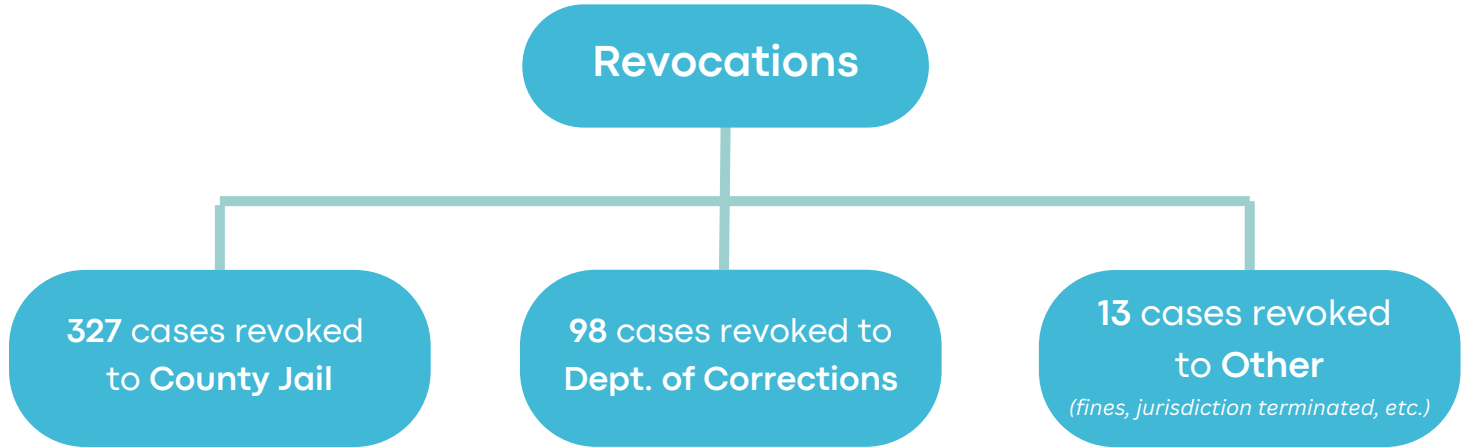 Revocations
327 cases revoked
to County Jail
98 cases revoked to
Dept. of Corrections
13 cases revoked
to Other
(fines, jurisdiction terminated, etc.)